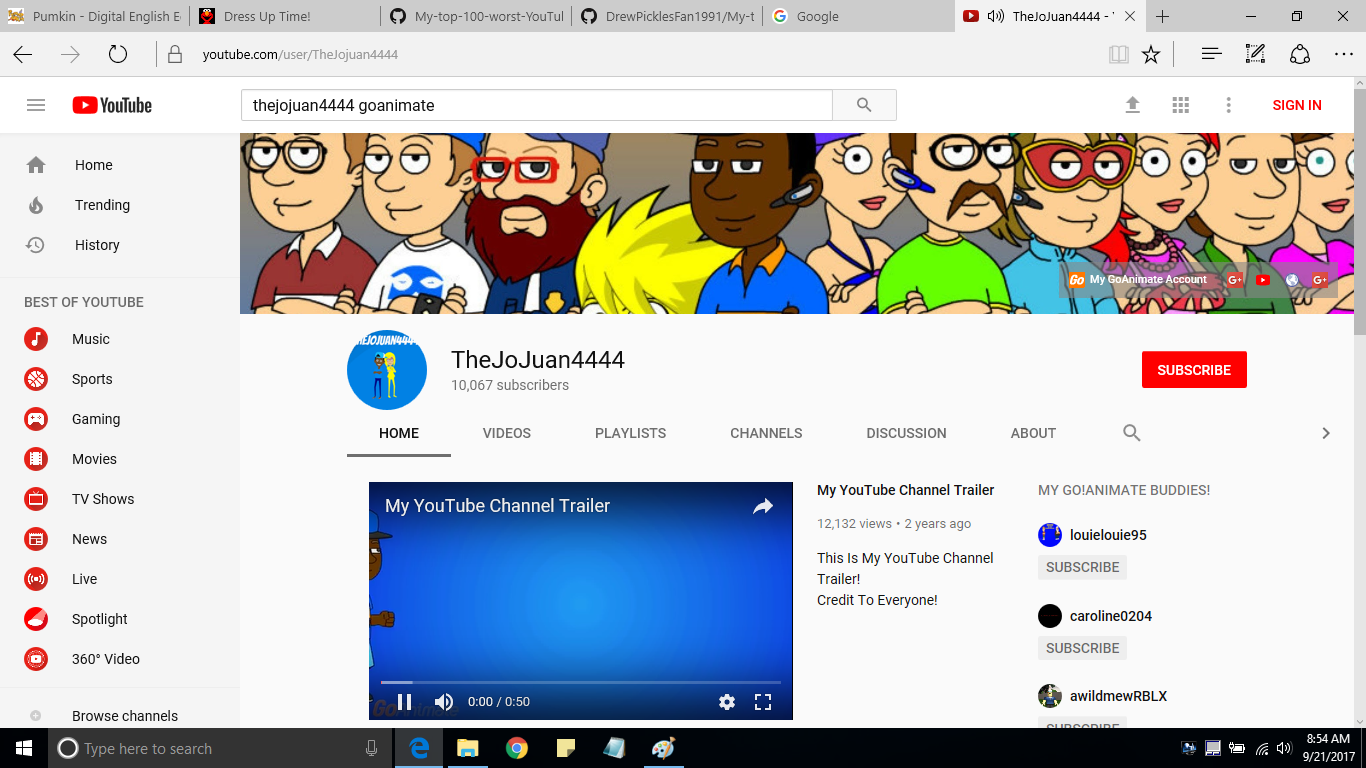 Pumkin - Digital English E
Dress Up Time!
My-top-100-worst-YouTul
DrewPicklesFan1991/My-t
Google
TheJoJuan4444 - Y
youtube.com/user/TheJojuan4444
YouTube
thejojuan4444 goanimate
SIGN IN
Home
Trending
History
BEST OF YOUTUBE
Music
Sports
Gaming
Movies
TV Shows
News
Live
Spotlight
360° Video
Browse channels
Go My GoAnimate Account
THEJOJUAN4444
TheJoJuan4444
10,067 subscribers
SUBSCRIBE
HOME
VIDEOS
PLAYLISTS
CHANNELS
DISCUSSION
ABOUT
My YouTube Channel Trailer
GoAnimate
0:00 / 0:50
My YouTube Channel Trailer
12,132 views • 2 years ago
This Is My YouTube Channel
Trailer!
Credit To Everyone!
MY GO!ANIMATE BUDDIES!
louielouie95
SUBSCRIBE
caroline0204
SUBSCRIBE
awildmewRBLX
SUBSCRIBE
Type here to search
8:54 AM
9/21/2017